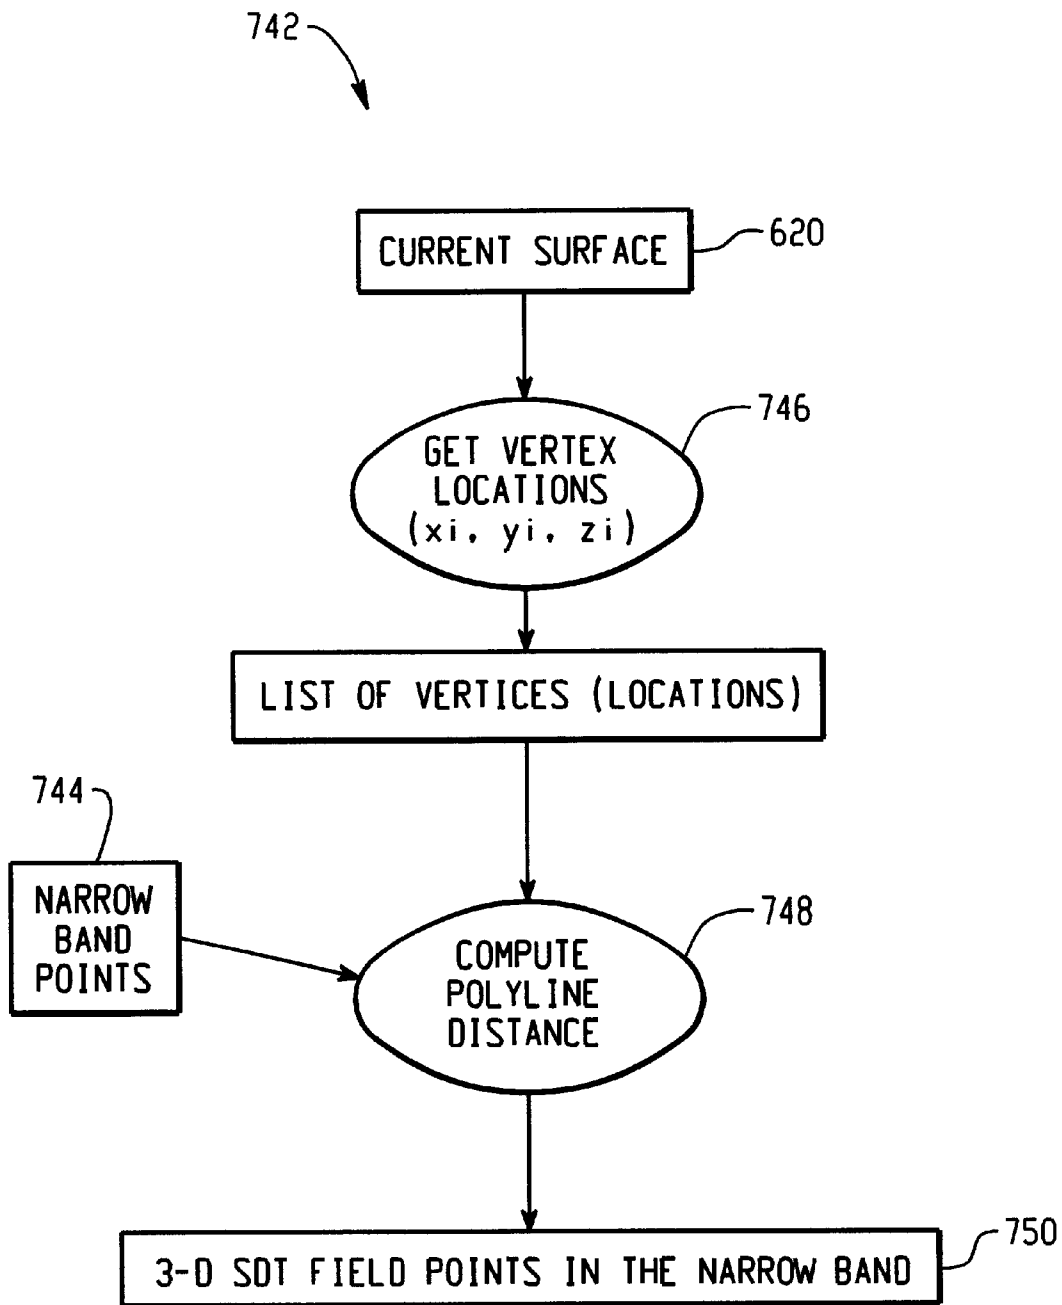 742
CURRENT SURFACE
620
GET VERTEX
LOCATIONS
(xi, yi, zi)
746
LIST OF VERTICES (LOCATIONS)
744
NARROW
BAND
POINTS
COMPUTE
POLYLINE
DISTANCE
748
3-D SDT FIELD POINTS IN THE NARROW BAND
750